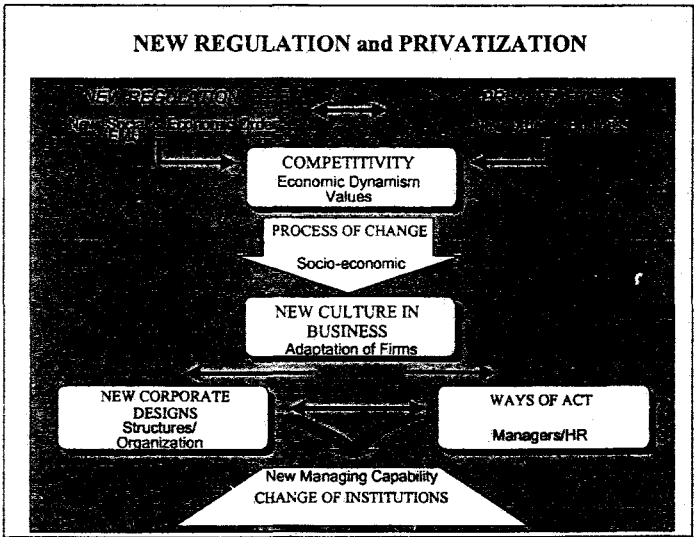 NEW REGULATION and PRIVATIZATION
NEW REGULATION
COMPETITIVITY
Economic Dynamism
Values
PROCESS OF CHANGE
Socio-economic
NEW CULTURE IN
BUSINESS
Adaptation of Firms
NEW CORPORATE
DESIGNS
Structures/
Organization
WAYS OF ACT
Managers/HR
New Managing Capability
CHANGE OF INSTITUTIONS